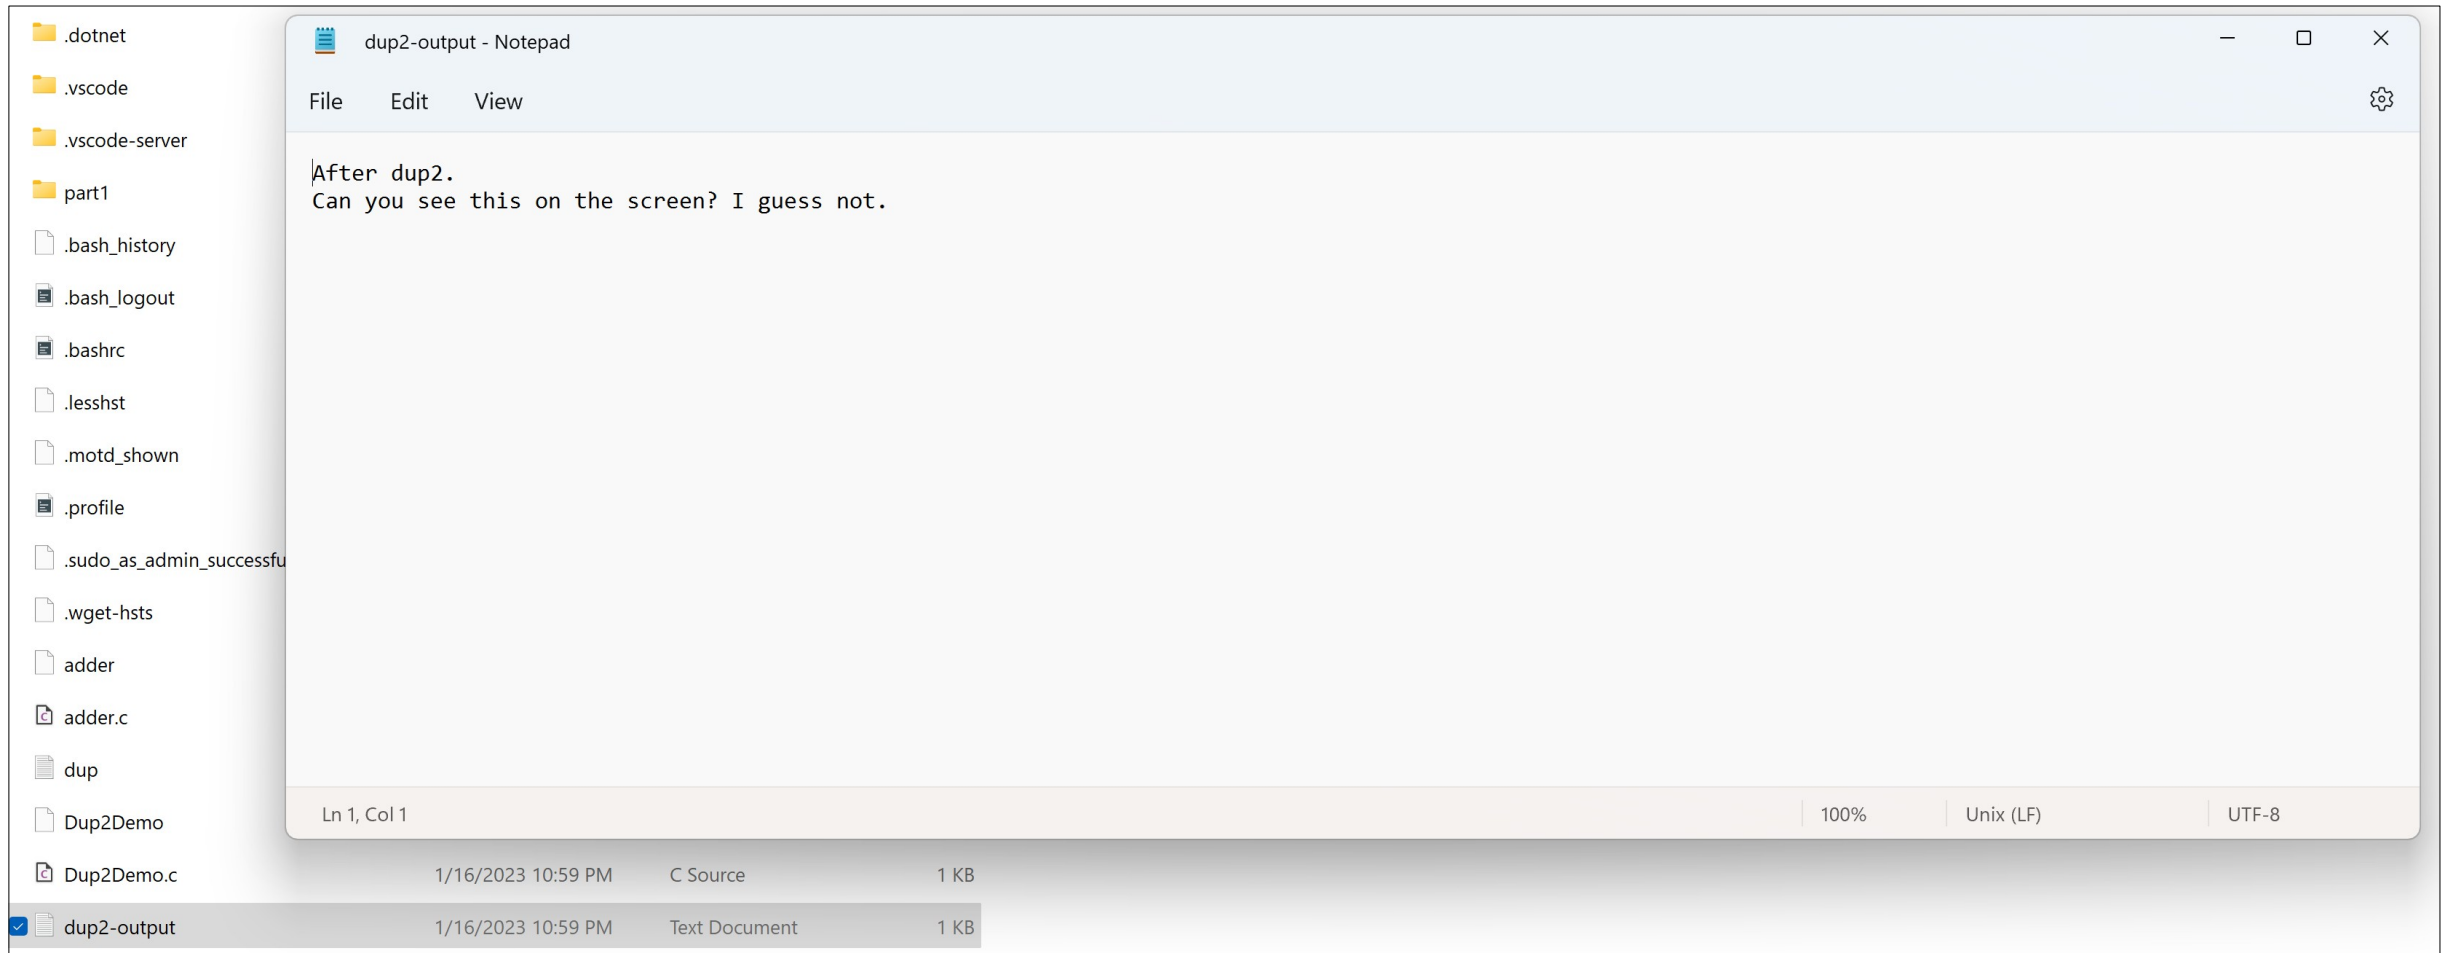 .dotnet
.vscode
.vscode-server
part1
.bash_history
.bash_logout
.bashrc
.lesshst
.motd_shown
.profile
.sudo_as_admin_successfu
.wget-hsts
adder
adder.c
dup
Dup2Demo
Dup2Demo.c 1/16/2023 10:59 PM C Source 1 KB
dup2-output 1/16/2023 10:59 PM Text Document 1 KB
dup2-output - Notepad
File Edit View
After dup2.
Can you see this on the screen? I guess not.
Ln 1, Col 1 100% Unix (LF) UTF-8